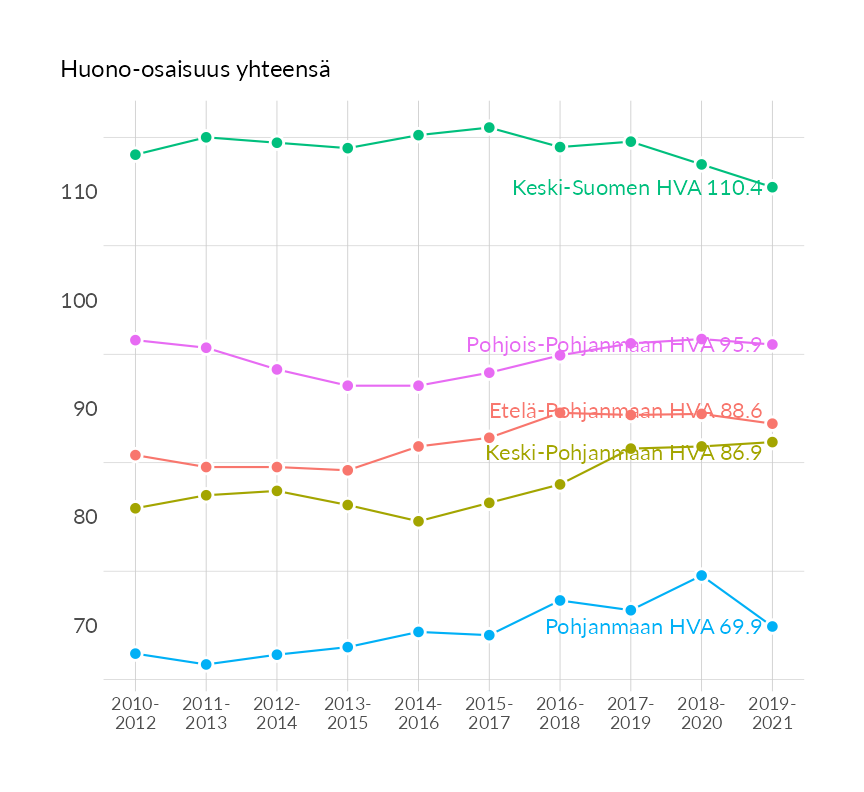 Huono-osaisuus yhteensä
110
Keski-Suomen HVA 110.4
100
Pohjois-Pohjanmaan HVA 95.9
90
Etelä-Pohjanmaan HVA 88.6
Keski-Pohjanmaan HVA 86.9
80
70
Pohjanmaan HVA 69.9
2010- 2011- 2012- 2013- 2014- 2015- 2016- 2017- 2018- 2019-
2012 2013 2014 2015 2016 2017 2018 2019 2020 2021